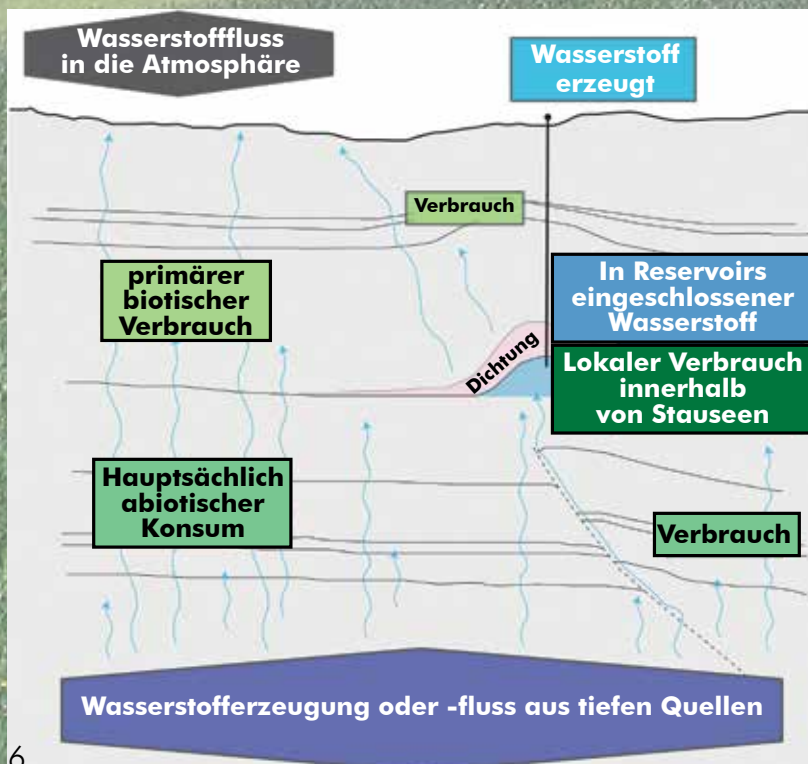 Wasserstofffluss
in die Atmosphäre
Wasserstoff
erzeugt
Verbrauch
primärer
biotischer
Verbrauch
In Reservoirs
eingeschlossener
Wasserstoff
Dichtung
Lokaler Verbrauch
innerhalb
von Stauseen
Hauptsächlich
abiotischer
Konsum
Verbrauch
Wasserstofferzeugung oder -fluss aus tiefen Quellen
6